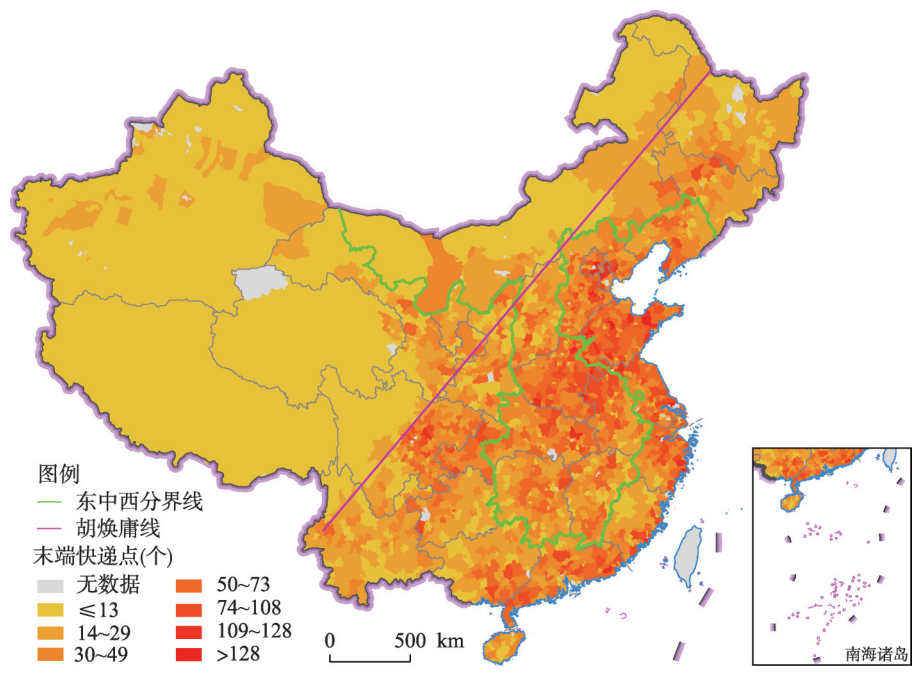 图例
东中西分界线
胡焕庸线
末端快递点(个)
无数据
≤13
14~29
30~49
50~73
74~108
109~128
>128
0 500 km
南海诸岛